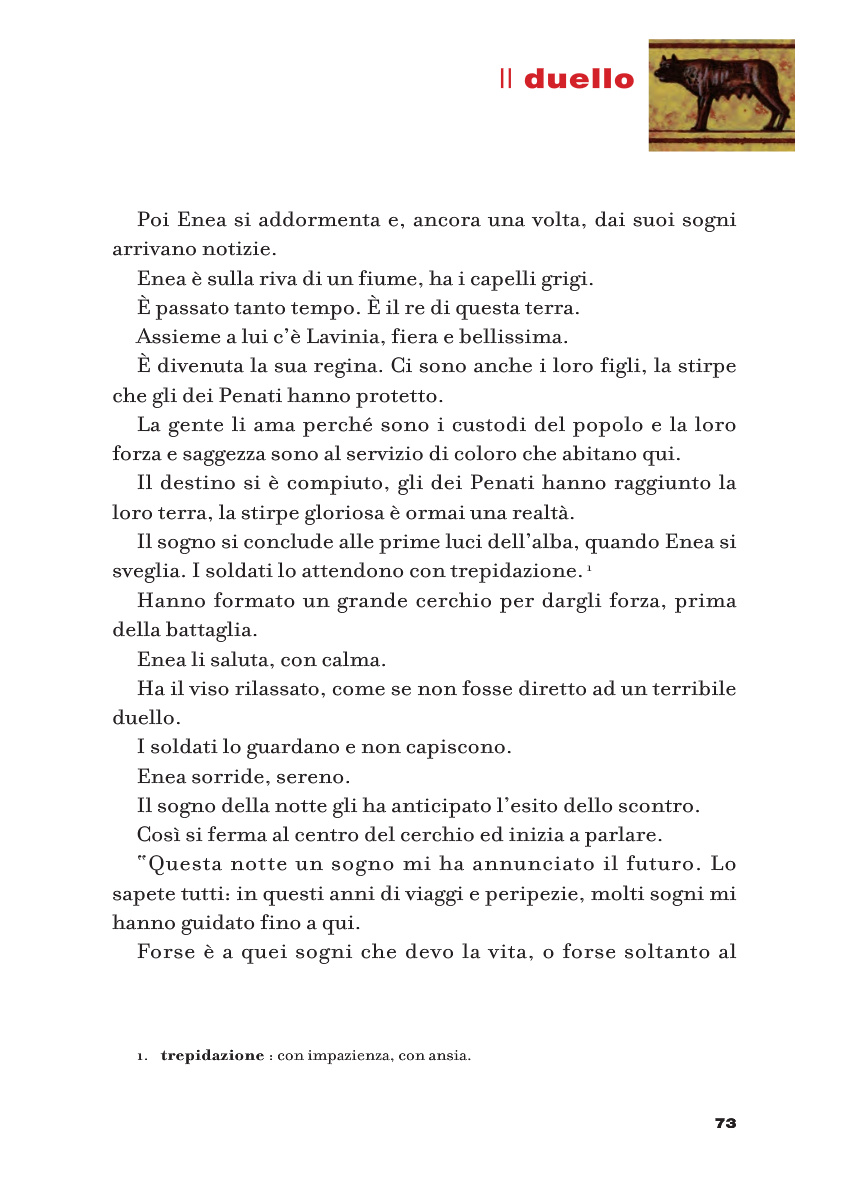 Il duello
Poi Enea si addormenta e, ancora una volta, dai suoi sogni
arrivano notizie.
Enea è sulla riva di un fiume, ha i capelli grigi.
È passato tanto tempo. È il re di questa terra.
Assieme a lui c’è Lavinia, fiera e bellissima.
È divenuta la sua regina. Ci sono anche i loro figli, la stirpe
che gli dei Penati hanno protetto.
La gente li ama perché sono i custodi del popolo e la loro
forza e saggezza sono al servizio di coloro che abitano qui.
Il destino si è compiuto, gli dei Penati hanno raggiunto la
loro terra, la stirpe gloriosa è ormai una realtà.
Il sogno si conclude alle prime luci dell’alba, quando Enea si
sveglia. I soldati lo attendono con trepidazione. 1
Hanno formato un grande cerchio per dargli forza, prima
della battaglia.
Enea li saluta, con calma.
Ha il viso rilassato, come se non fosse diretto ad un terribile
duello.
I soldati lo guardano e non capiscono.
Enea sorride, sereno.
Il sogno della notte gli ha anticipato l’esito dello scontro.
Così si ferma al centro del cerchio ed inizia a parlare.
‟Questa notte un sogno mi ha annunciato il futuro. Lo
sapete tutti: in questi anni di viaggi e peripezie, molti sogni mi
hanno guidato fino a qui.
Forse è a quei sogni che devo la vita, o forse soltanto al
1. trepidazione : con impazienza, con ansia.
73